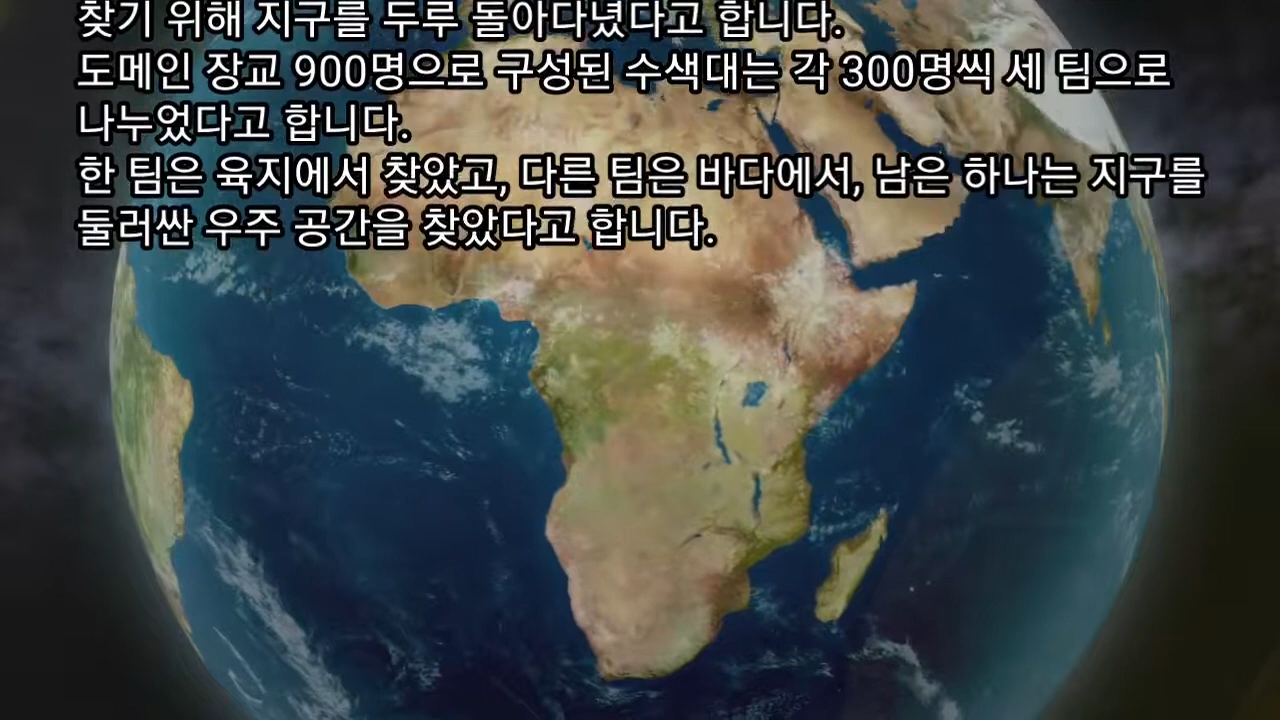 찾기 위해 지구를 두루 돌아다녔다고 합니다.
도메인 장교 900명으로 구성된 수색대는 각 300명씩 세 팀으로
나누었다고 합니다.
한 팀은 육지에서 찾았고, 다른 팀은 바다에서, 남은 하나는 지구를
둘러싼 우주 공간을 찾았다고 합니다.